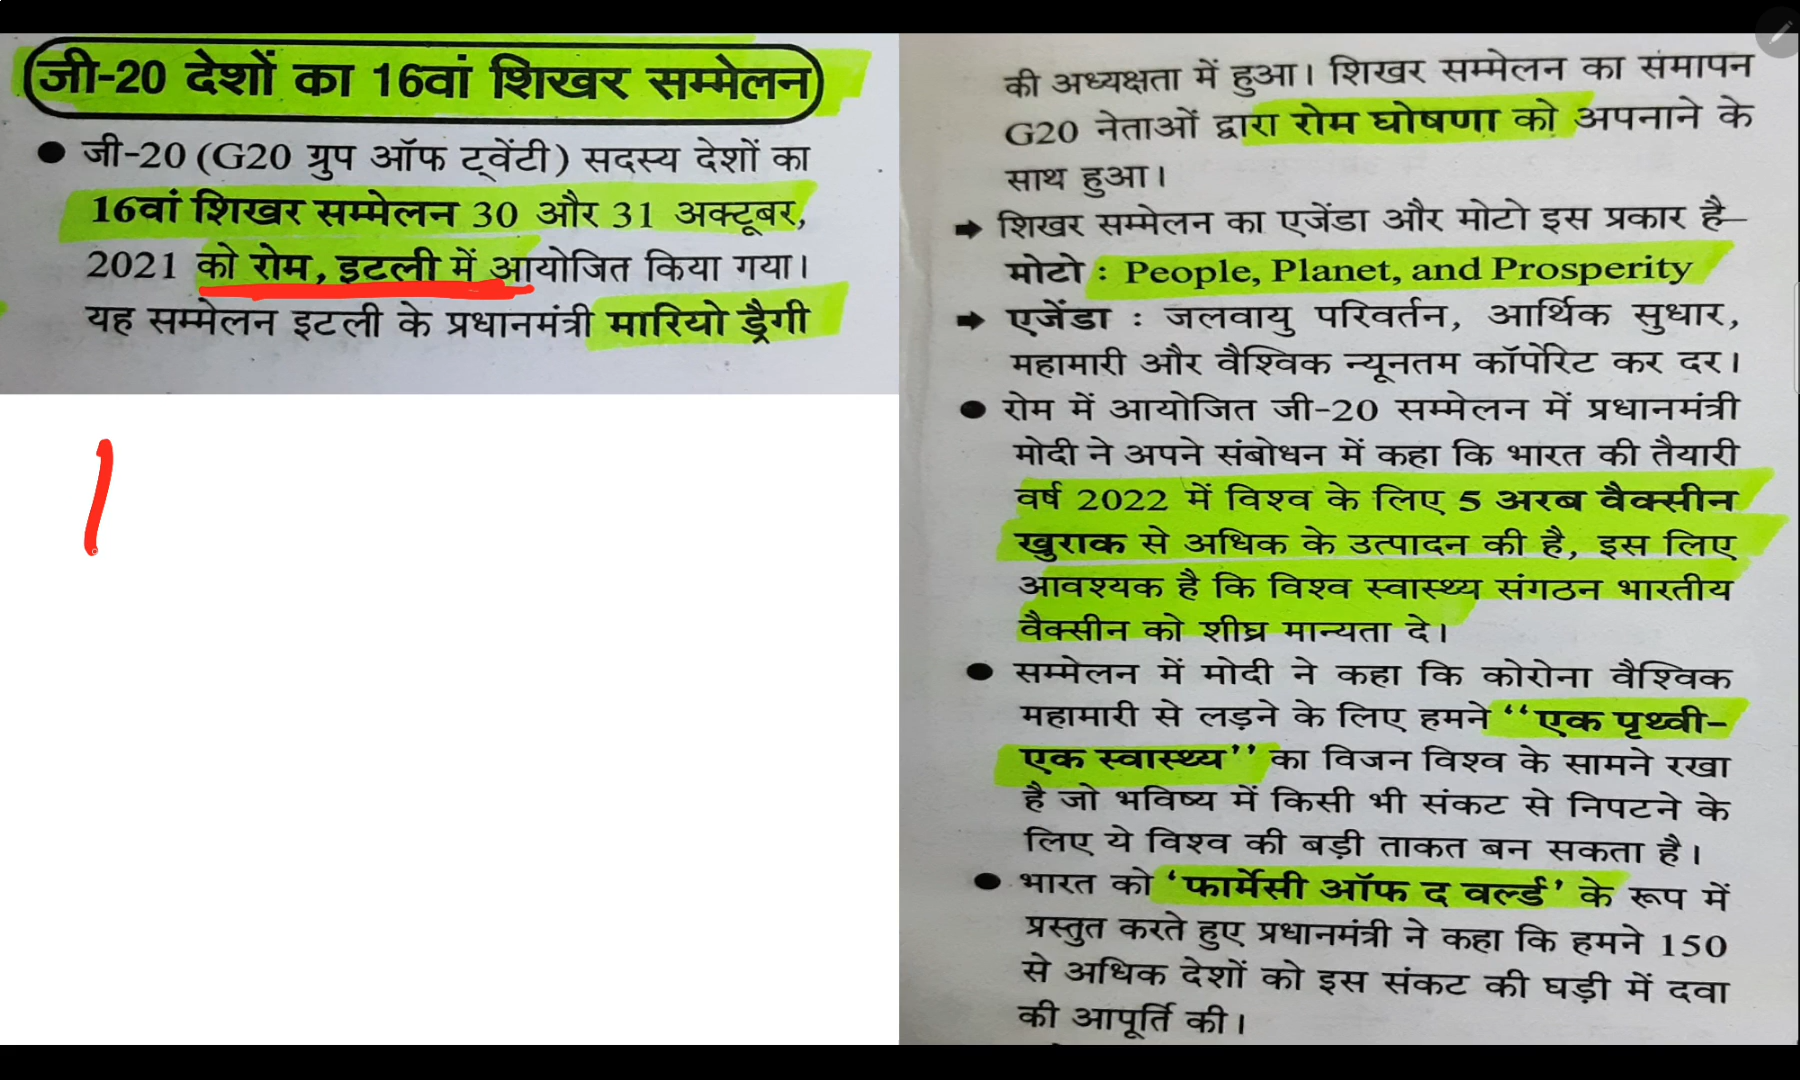 जी-20 देशों का 16वां शिखर सम्मेलन
● जी-20 (G20 ग्रुप ऑफ ट्वेंटी) सदस्य देशों का
16वां शिखर सम्मेलन 30 और 31 अक्टूबर,
2021 को रोम, इटली में आयोजित किया गया।
यह सम्मेलन इटली के प्रधानमंत्री मारियो ड्रैगी
की अध्यक्षता में हुआ। शिखर सम्मेलन का समापन
G20 नेताओं द्वारा रोम घोषणा को अपनाने के
साथ हुआ।
➡ शिखर सम्मेलन का एजेंडा और मोटो इस प्रकार है–
मोटो : People, Planet, and Prosperity
➡ एजेंडा : जलवायु परिवर्तन, आर्थिक सुधार,
महामारी और वैश्विक न्यूनतम कॉर्पोरेट कर दर।
● रोम में आयोजित जी-20 सम्मेलन में प्रधानमंत्री
मोदी ने अपने संबोधन में कहा कि भारत की तैयारी
वर्ष 2022 में विश्व के लिए 5 अरब वैक्सीन
खुराक से अधिक के उत्पादन की है, इस लिए
आवश्यक है कि विश्व स्वास्थ्य संगठन भारतीय
वैक्सीन को शीघ्र मान्यता दे।
● सम्मेलन में मोदी ने कहा कि कोरोना वैश्विक
महामारी से लड़ने के लिए हमने ‘‘एक पृथ्वी-
एक स्वास्थ्य’’ का विजन विश्व के सामने रखा
है जो भविष्य में किसी भी संकट से निपटने के
लिए ये विश्व की बड़ी ताकत बन सकता है।
● भारत को ‘फार्मेसी ऑफ द वर्ल्ड’ के रूप में
प्रस्तुत करते हुए प्रधानमंत्री ने कहा कि हमने 150
से अधिक देशों को इस संकट की घड़ी में दवा
की आपूर्ति की।